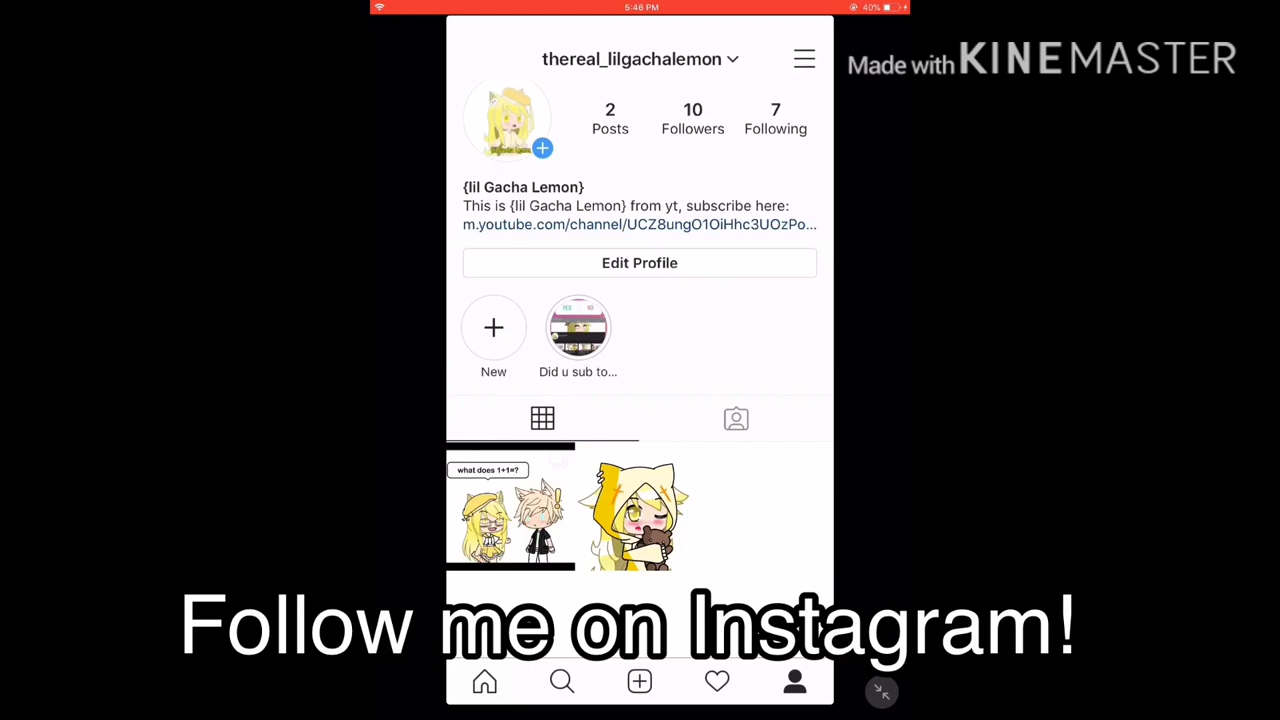 5:46 PM
40%
thereal_lilgachalemon
Made with KINEMASTER
2
Posts
10
Followers
7
Following
{lil Gacha Lemon}
This is {lil Gacha Lemon} from yt, subscribe here:
m.youtube.com/channel/UCZ8ungO1OiHhc3UOzPo...
Edit Profile
YES
NO
New
Did u sub to...
what does 1+1=?
Follow me on Instagram!